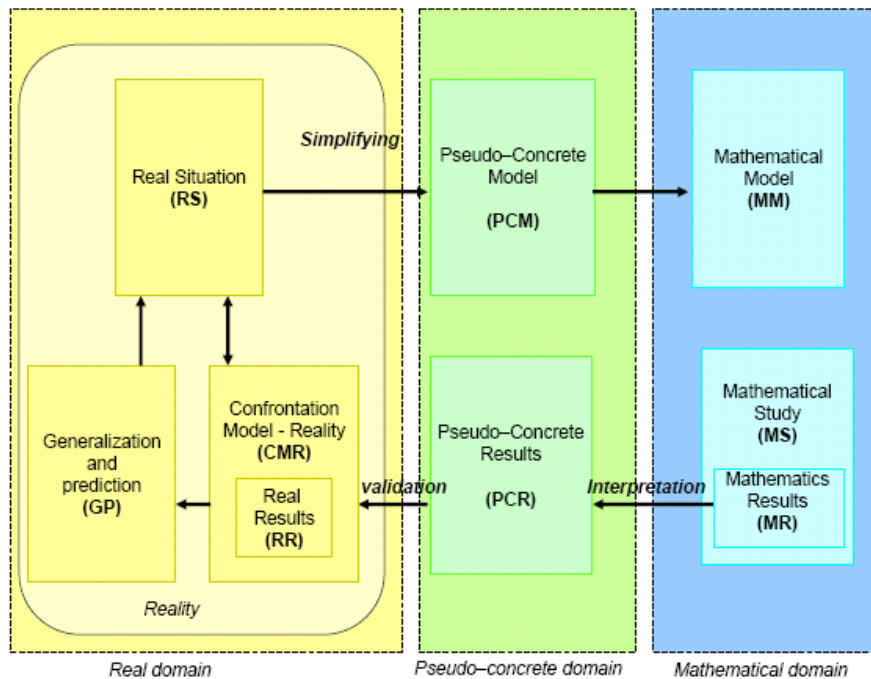 Simplifying
Real Situation
(RS)
Pseudo–Concrete
Model
(PCM)
Mathematical
Model
(MM)
Generalization
and
prediction
(GP)
Confrontation
Model - Reality
(CMR)
Real
Results
(RR)
validation
Pseudo–Concrete
Results
(PCR)
Interpretation
Mathematical
Study
(MS)
Mathematics
Results
(MR)
Reality
Real domain
Pseudo–concrete domain
Mathematical domain